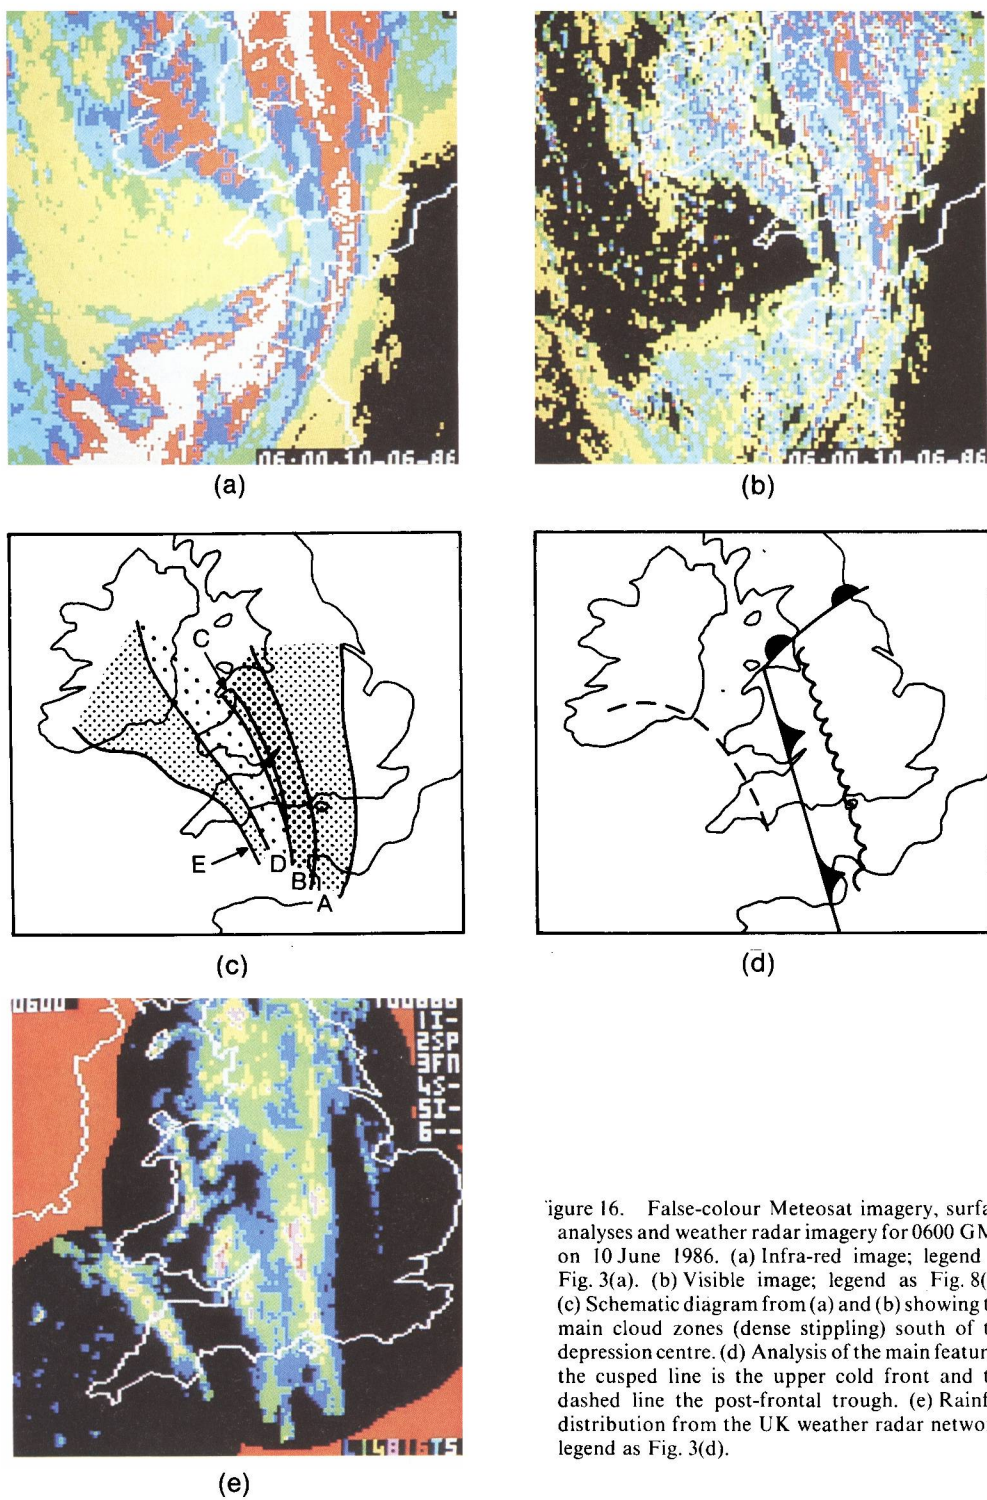 06:00.10-06-86
06:00.10-06-86
(a)
(b)
C
E
D
B
A
(c)
(d)
0600
1I-
2SP
3FM
4S-
5I-
6--
(e)
igure 16. False-colour Meteosat imagery, surfa
analyses and weather radar imagery for 0600 GM
on 10 June 1986. (a) Infra-red image; legend
Fig. 3(a). (b) Visible image; legend as Fig. 8(
(c) Schematic diagram from (a) and (b) showing t
main cloud zones (dense stippling) south of t
depression centre. (d) Analysis of the main featur
the cusped line is the upper cold front and t
dashed line the post-frontal trough. (e) Rainf
distribution from the UK weather radar networ
legend as Fig. 3(d).